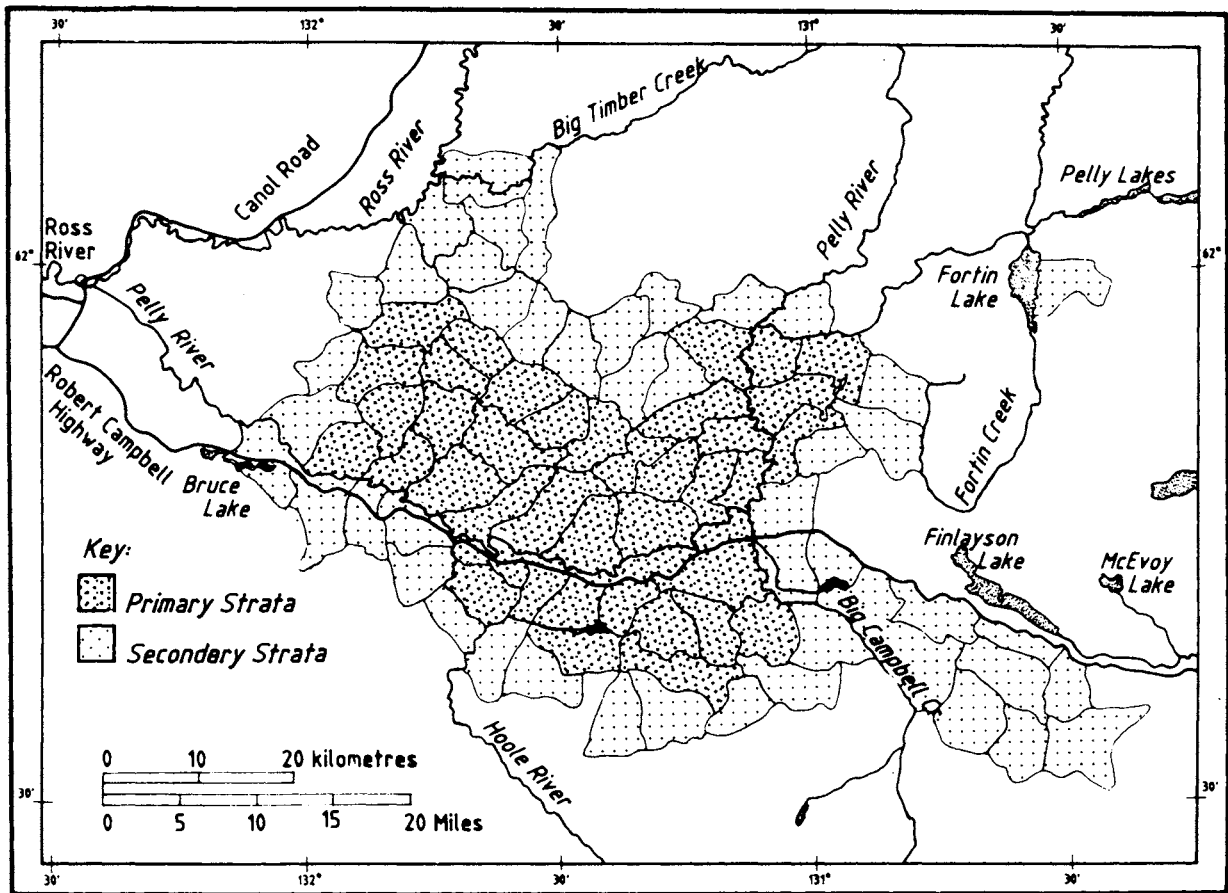 30'
132°
30'
131°
30'
Big Timber Creek
Canol Road
Ross River
Pelly River
Pelly Lakes
Ross
River
62°
62°
Fortin
Lake
Pelly River
Robert Campbell
Highway
Bruce
Lake
Fortin Creek
Key:
Primary Strata
Secondary Strata
Finlayson
Lake
McEvoy
Lake
Big Campbell Cr.
Hoole River
0 10 20 kilometres
0 5 10 15 20 Miles
30'
30'
30'
132°
30'
131°
30'